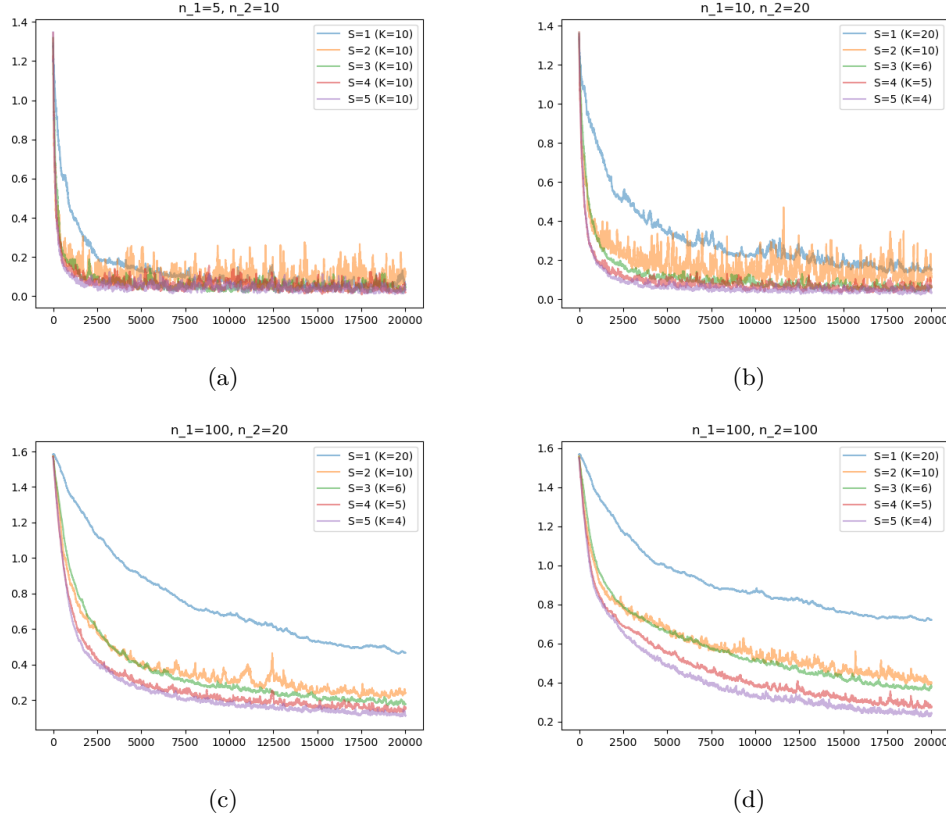 n_1=5, n_2=10
1.4
1.2
1.0
0.8
0.6
0.4
0.2
0.0
S=1 (K=10)
S=2 (K=10)
S=3 (K=10)
S=4 (K=10)
S=5 (K=10)
0 2500 5000 7500 10000 12500 15000 17500 20000
(a)
n_1=10, n_2=20
1.4
1.2
1.0
0.8
0.6
0.4
0.2
0.0
S=1 (K=20)
S=2 (K=10)
S=3 (K=6)
S=4 (K=5)
S=5 (K=4)
0 2500 5000 7500 10000 12500 15000 17500 20000
(b)
n_1=100, n_2=20
1.6
1.4
1.2
1.0
0.8
0.6
0.4
0.2
S=1 (K=20)
S=2 (K=10)
S=3 (K=6)
S=4 (K=5)
S=5 (K=4)
0 2500 5000 7500 10000 12500 15000 17500 20000
(c)
n_1=100, n_2=100
1.6
1.4
1.2
1.0
0.8
0.6
0.4
0.2
S=1 (K=20)
S=2 (K=10)
S=3 (K=6)
S=4 (K=5)
S=5 (K=4)
0 2500 5000 7500 10000 12500 15000 17500 20000
(d)